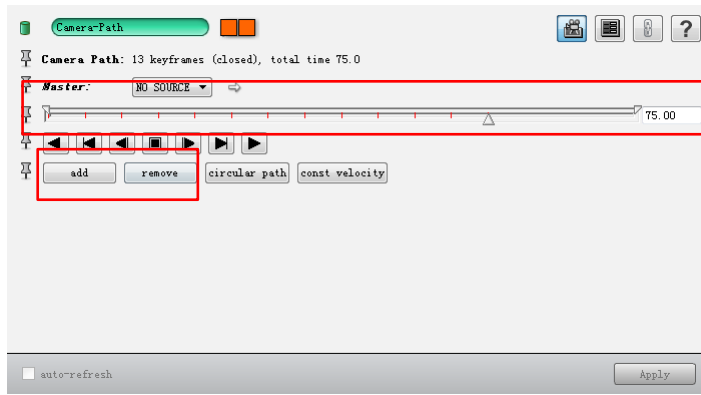 Camera-Path
?
Camera Path: 13 keyframes (closed), total time 75.0
Master: NO SOURCE
75.00
add remove circular path const velocity
auto-refresh Apply